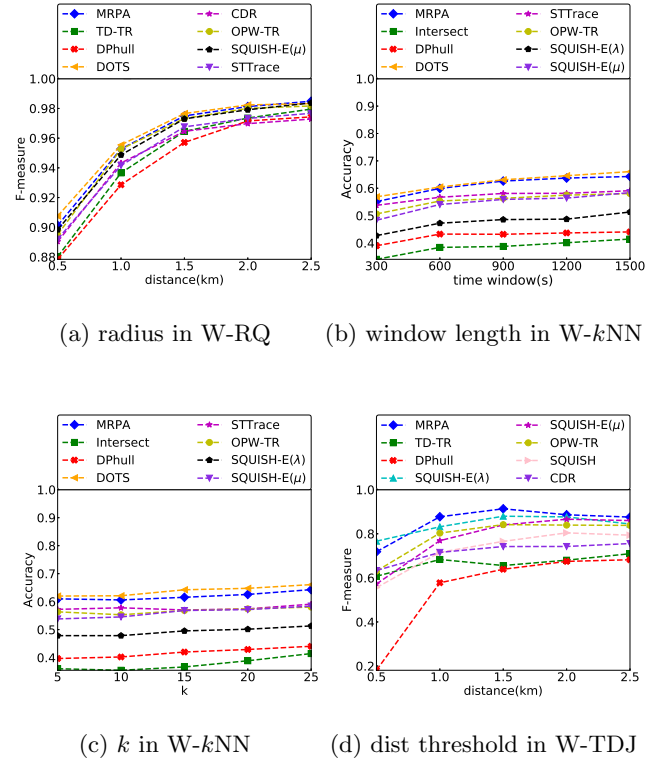 MRPA
TD-TR
DPhull
DOTS
CDR
OPW-TR
SQUISH-E(μ)
STTrace
1.00
0.98
0.96
0.94
0.92
0.90
0.88
F-measure
0.5 1.0 1.5 2.0 2.5
distance(km)
(a) radius in W-RQ
MRPA
Intersect
DPhull
DOTS
STTrace
OPW-TR
SQUISH-E(λ)
SQUISH-E(μ)
1.0
0.9
0.8
0.7
0.6
0.5
0.4
Accuracy
300 600 900 1200 1500
time window(s)
(b) window length in W-kNN
MRPA
Intersect
DPhull
DOTS
STTrace
OPW-TR
SQUISH-E(λ)
SQUISH-E(μ)
1.0
0.9
0.8
0.7
0.6
0.5
0.4
Accuracy
5 10 15 20 25
k
(c) k in W-kNN
MRPA
TD-TR
DPhull
SQUISH-E(λ)
SQUISH-E(μ)
OPW-TR
SQUISH
CDR
1.0
0.8
0.6
0.4
0.2
F-measure
0.5 1.0 1.5 2.0 2.5
distance(km)
(d) dist threshold in W-TDJ